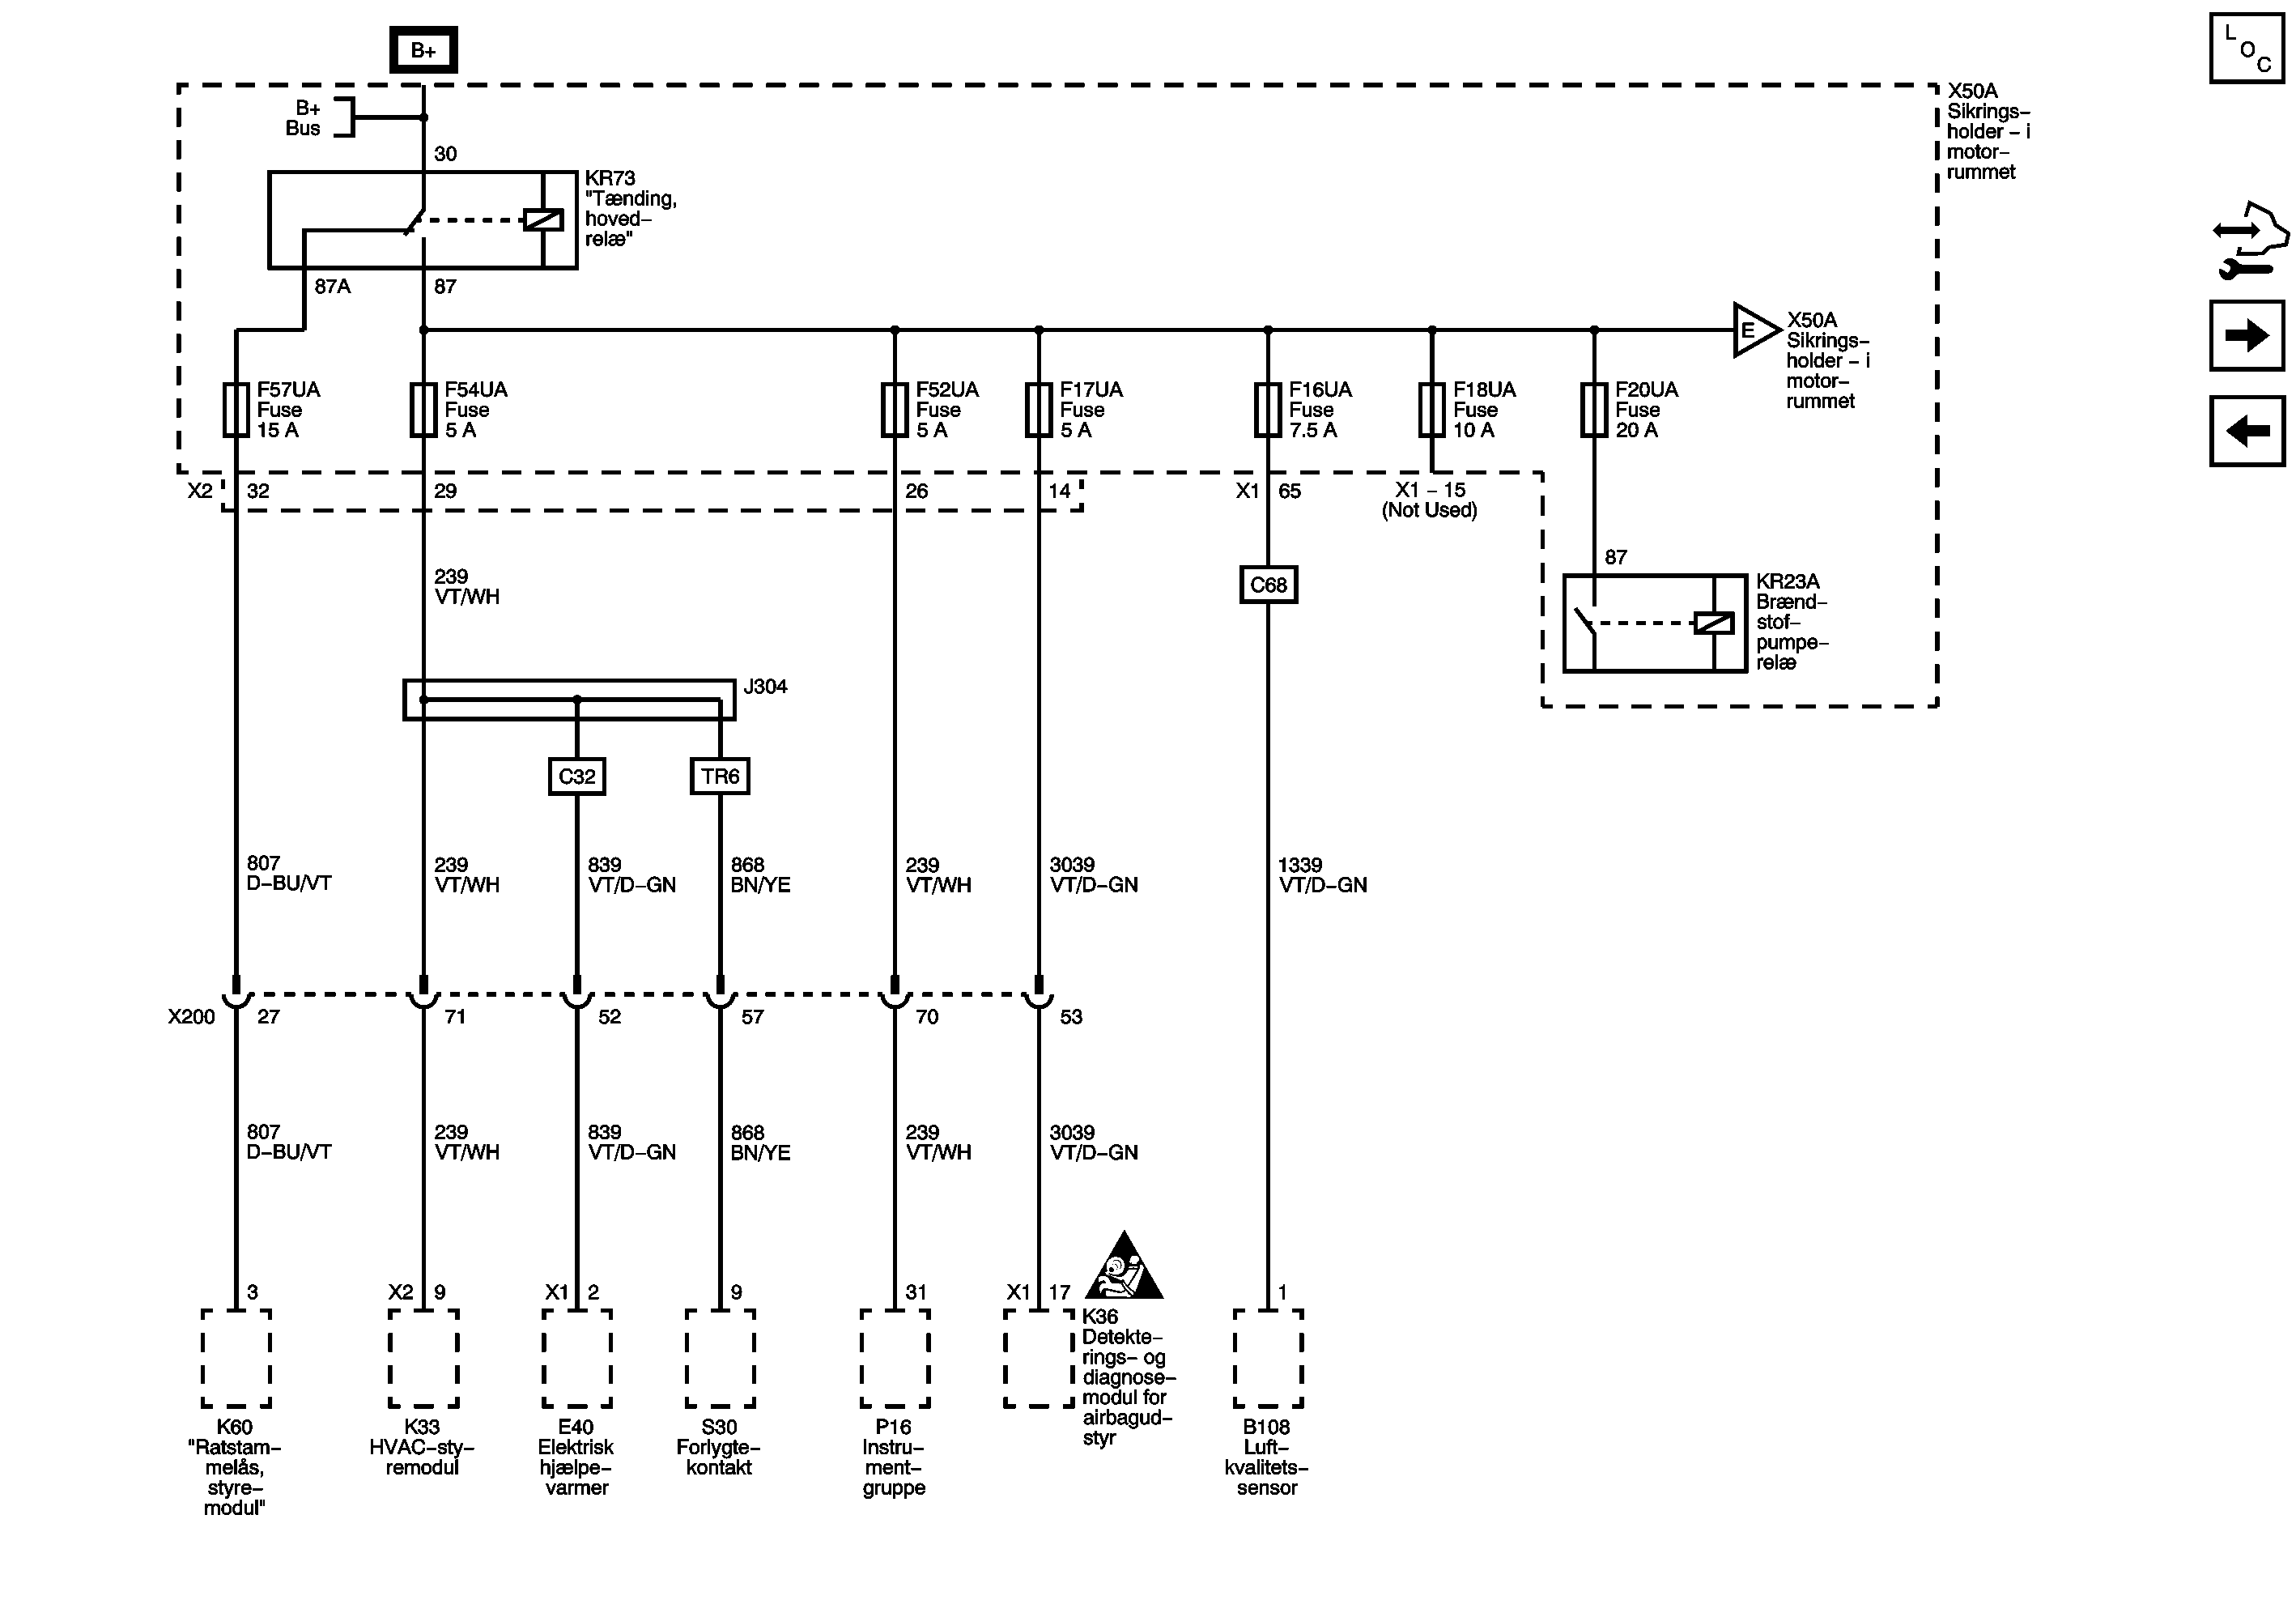 B+
L
O
C
X50A
Sikrings–
holder – i
motor–
rummet
B+
Bus
30
KR73
"Tænding,
hoved–
relæ"
87A
87
E
X50A
Sikrings–
holder – i
motor–
rummet
F57UA
Fuse
15 A
F54UA
Fuse
5 A
F52UA
Fuse
5 A
F17UA
Fuse
5 A
F16UA
Fuse
7.5 A
F18UA
Fuse
10 A
F20UA
Fuse
20 A
X2
32
29
26
14
X1
65
X1 – 15
(Not Used)
87
KR23A
Brænd–
stof–
pumpe–
relæ
239
VT/WH
C68
J304
C32
TR6
807
D–BU/VT
239
VT/WH
839
VT/D–GN
868
BN/YE
239
VT/WH
3039
VT/D–GN
1339
VT/D–GN
X200
27
71
52
57
70
53
807
D–BU/VT
239
VT/WH
839
VT/D–GN
868
BN/YE
239
VT/WH
3039
VT/D–GN
3
X2
9
X1
2
9
31
X1
17
1
K60
"Ratstam–
melås,
styre–
modul"
K33
HVAC–sty–
remodul
E40
Elektrisk
hjælpe–
varmer
S30
Forlygte–
kontakt
P16
Instru–
ment–
gruppe
K36
Detekte–
rings– og
diagnose–
modul for
airbagud–
styr
B108
Luft–
kvalitets–
sensor